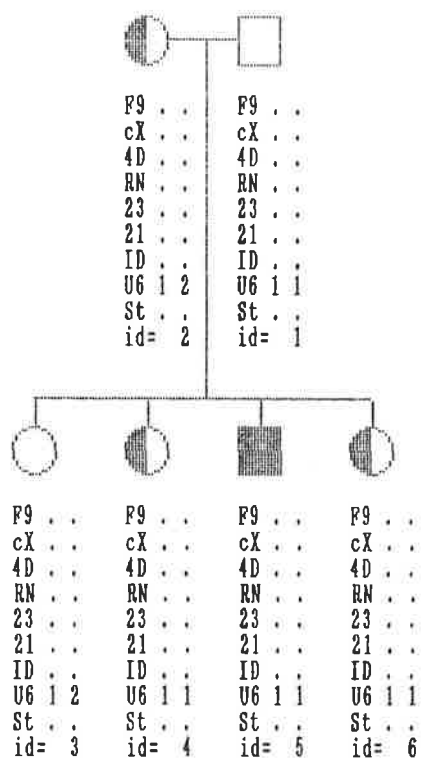 F9 . . F9 . .
cX . . cX . .
4D . . 4D . .
RN . . RN . .
23 . . 23 . .
21 . . 21 . .
ID . . ID . .
U6 1 2 U6 1 1
St . . St . .
id= 2 id= 1
F9 . . F9 . . F9 . . F9 . .
cX . . cX . . cX . . cX . .
4D . . 4D . . 4D . . 4D . .
RN . . RN . . RN . . RN . .
23 . . 23 . . 23 . . 23 . .
21 . . 21 . . 21 . . 21 . .
ID . . ID . . ID . . ID . .
U6 1 2 U6 1 1 U6 1 1 U6 1 1
St . . St . . St . . St . .
id= 3 id= 4 id= 5 id= 6